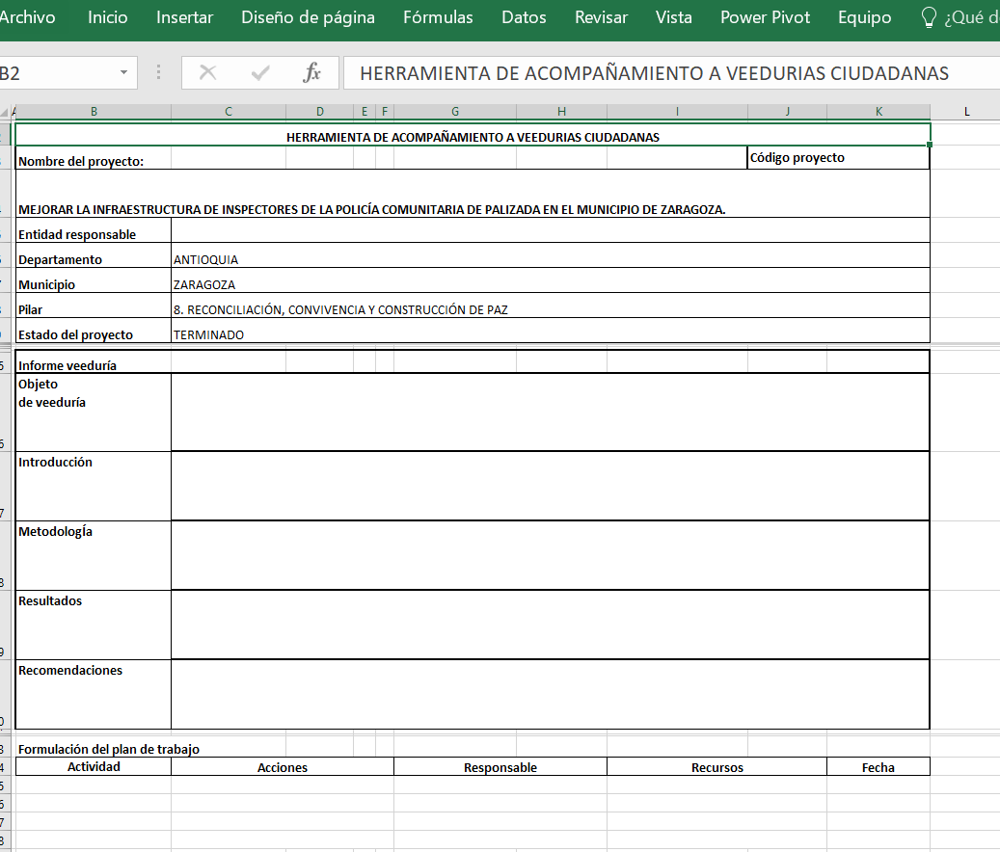 Archivo Inicio Insertar Diseño de página Fórmulas Datos Revisar Vista Power Pivot Equipo ¿Qué
B2 fx HERRAMIENTA DE ACOMPAÑAMIENTO A VEEDURIAS CIUDADANAS
A B C D E F G H I J K L
HERRAMIENTA DE ACOMPAÑAMIENTO A VEEDURIAS CIUDADANAS
Nombre del proyecto: Código proyecto
MEJORAR LA INFRAESTRUCTURA DE INSPECTORES DE LA POLICÍA COMUNITARIA DE PALIZADA EN EL MUNICIPIO DE ZARAGOZA.
Entidad responsable
Departamento ANTIOQUIA
Municipio ZARAGOZA
Pilar 8. RECONCILIACIÓN, CONVIVENCIA Y CONSTRUCCIÓN DE PAZ
Estado del proyecto TERMINADO
Informe veeduría
Objeto
de veeduría
Introducción
Metodología
Resultados
Recomendaciones
Formulación del plan de trabajo
Actividad Acciones Responsable Recursos Fecha